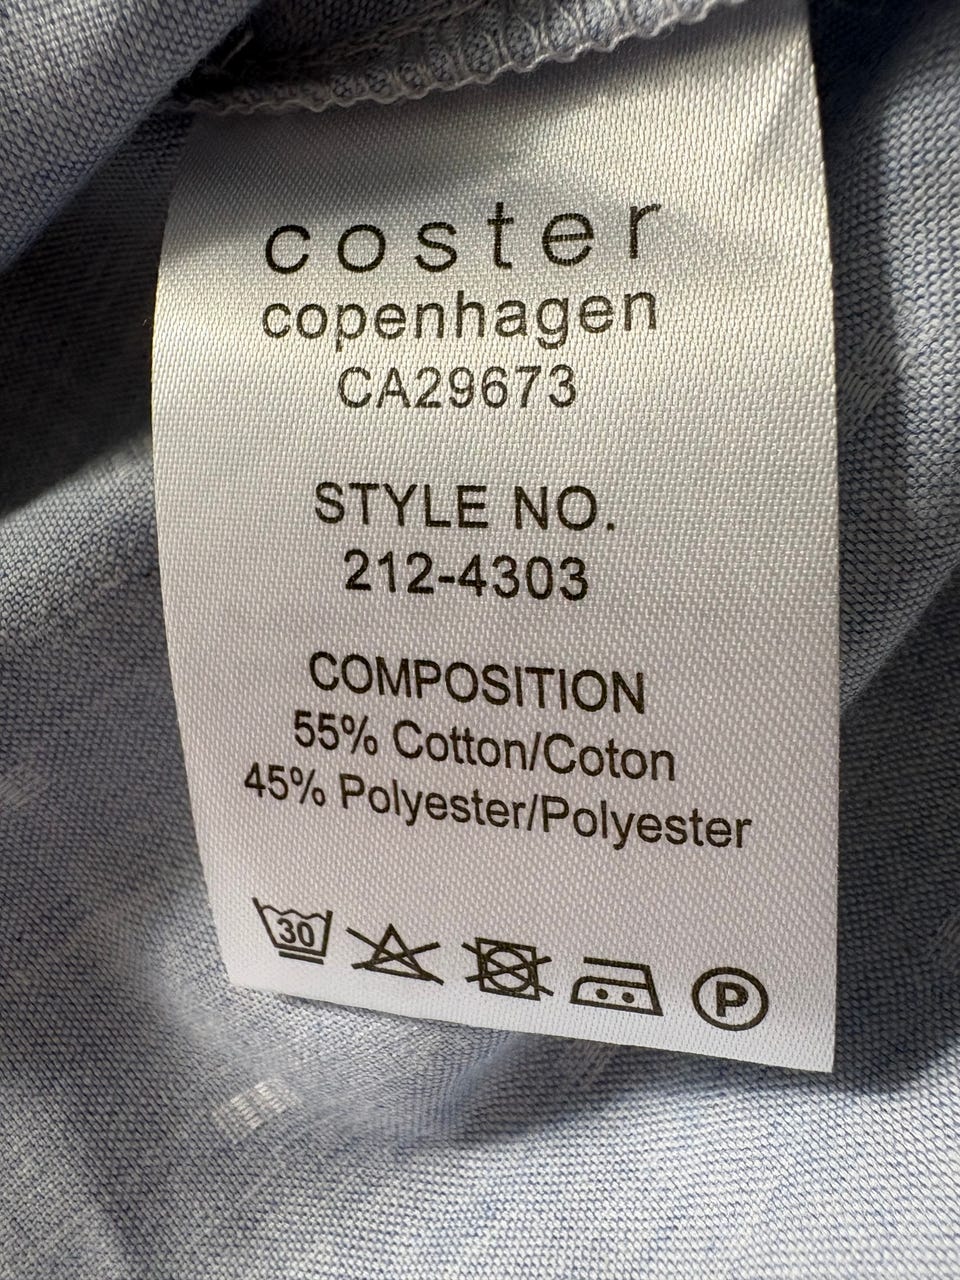 coster
copenhagen
CA29673
STYLE NO.
212-4303
COMPOSITION
55% Cotton/Coton
45% Polyester/Polyester
30
P